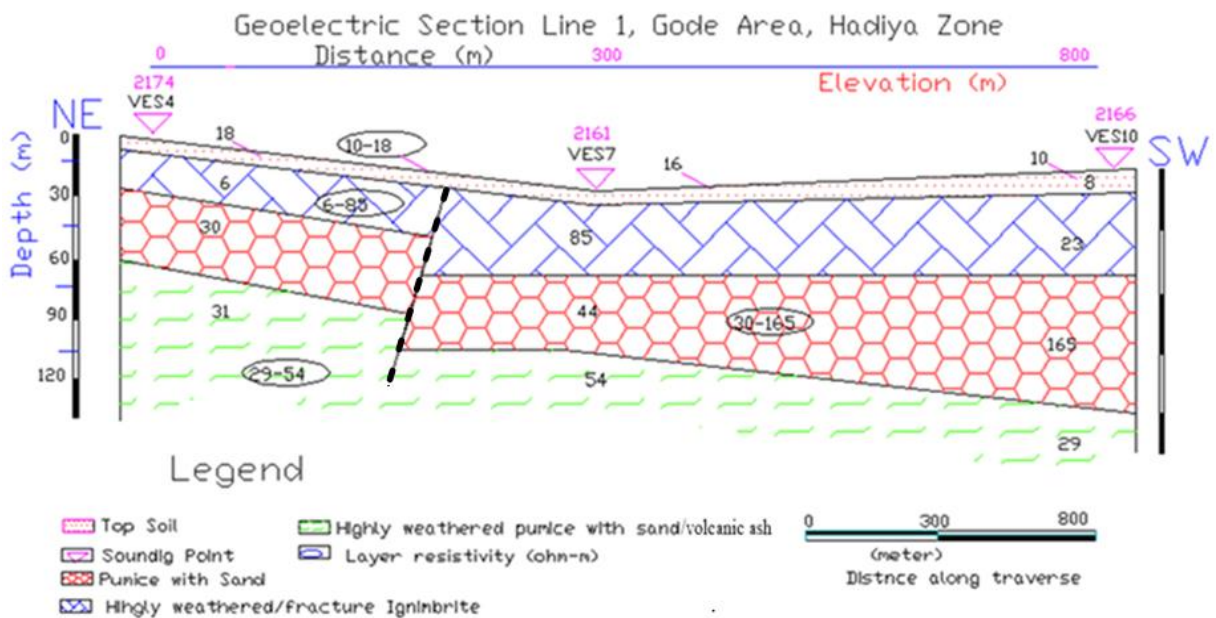 Geoelectric Section Line 1, Gode Area, Hadiya Zone
0 Distance (m) 300 800
Elevation (m)
2174 2161 2166
NE VES4 VES7 VES10 SW
Depth (m)
0
30
60
90
120
18 10-18 16 10
6 8
6-85
30 85 23
31 44 30-165 165
29-54 54
29
Legend
Top Soil
Soundig Point
Pumice with Sand
Hihgly weathered/fracture Ignimbrite
Highly weathered pumice with sand/volcanic ash
Layer resistivity (ohm-m)
0 300 800
(meter)
Distnce along traverse